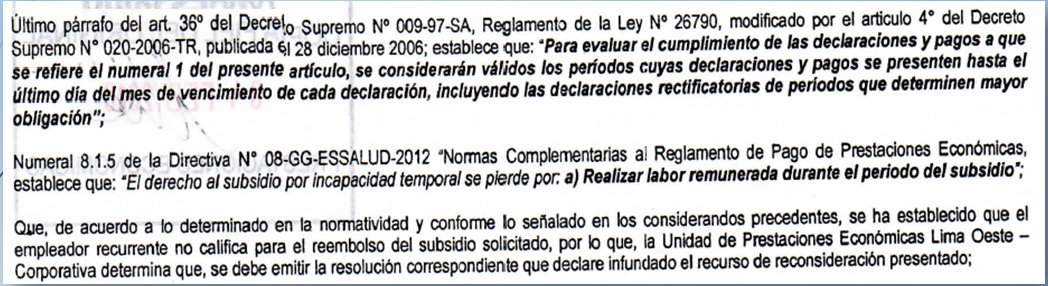 Último párrafo del art. 36º del Decreto Supremo Nº 009-97-SA, Reglamento de la Ley Nº 26790, modificado por el articulo 4° del Decreto
Supremo N° 020-2006-TR, publicada el 28 diciembre 2006; establece que: "Para evaluar el cumplimiento de las declaraciones y pagos a que
se refiere el numeral 1 del presente artículo, se considerarán válidos los períodos cuyas declaraciones y pagos se presenten hasta el
último día del mes de vencimiento de cada declaración, incluyendo las declaraciones rectificatorias de períodos que determinen mayor
obligación";
Numeral 8.1.5 de la Directiva N° 08-GG-ESSALUD-2012 "Normas Complementarias al Reglamento de Pago de Prestaciones Económicas,
establece que: "El derecho al subsidio por incapacidad temporal se pierde por: a) Realizar labor remunerada durante el periodo del subsidio";
Que, de acuerdo a lo determinado en la normatividad y conforme lo señalado en los considerandos precedentes, se ha establecido que el
empleador recurrente no califica para el reembolso del subsidio solicitado, por lo que, la Unidad de Prestaciones Económicas Lima Oeste –
Corporativa determina que, se debe emitir la resolución correspondiente que declare infundado el recurso de reconsideración presentado;